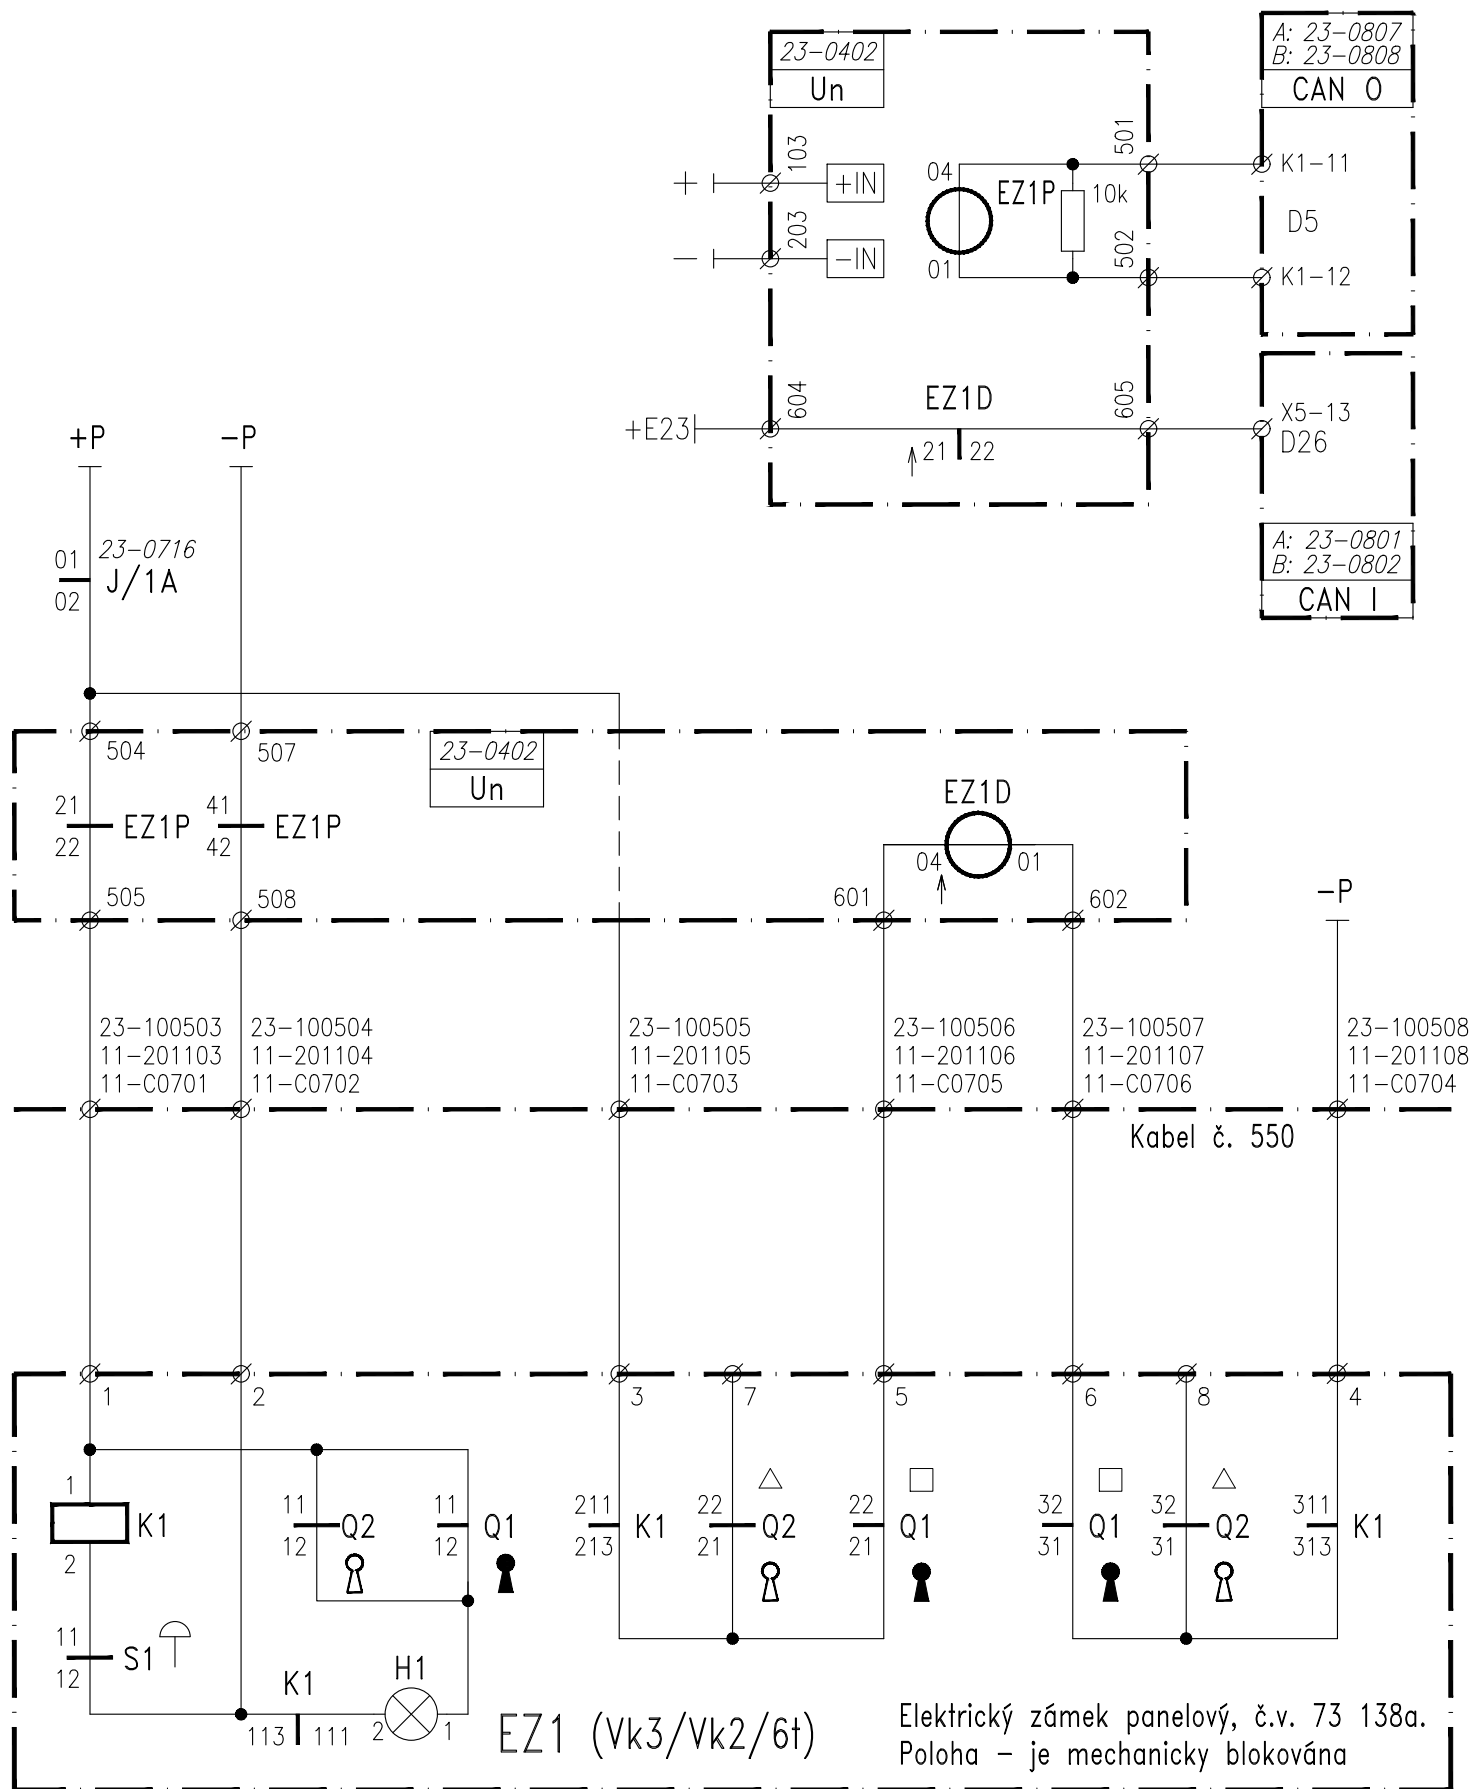 23-0402
Un
A: 23-0807
B: 23-0808
CAN O
103
+
+IN
203
-
-IN
04
EZ1P
01
10k
501
502
K1-11
D5
K1-12
+E23
604
EZ1D
21
22
605
X5-13
D26
A: 23-0801
B: 23-0802
CAN I
+P
-P
01
02
23-0716
J/1A
504
507
23-0402
Un
21
22
EZ1P
41
42
EZ1P
EZ1D
04
01
505
508
601
602
-P
23-100503
11-201103
11-C0701
23-100504
11-201104
11-C0702
23-100505
11-201105
11-C0703
23-100506
11-201106
11-C0705
23-100507
11-201107
11-C0706
23-100508
11-201108
11-C0704
Kabel č. 550
1
2
3
7
5
6
8
4
1
K1
2
11
12
Q2
11
12
Q1
211
213
K1
22
21
Q2
22
21
Q1
32
31
Q1
32
31
Q2
311
313
K1
11
12
S1
K1
113
111
H1
2
1
EZ1 (Vk3/Vk2/6t)
Elektrický zámek panelový, č.v. 73 138a.
Poloha - je mechanicky blokována